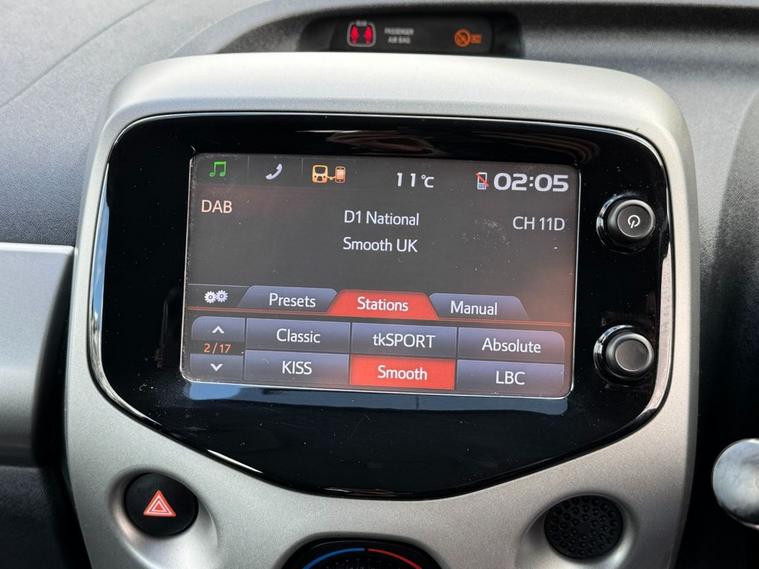 PASSENGER
AIR BAG
11°C
02:05
DAB
D1 National
CH 11D
Smooth UK
Presets
Stations
Manual
2/17
Classic
tkSPORT
Absolute
KISS
Smooth
LBC